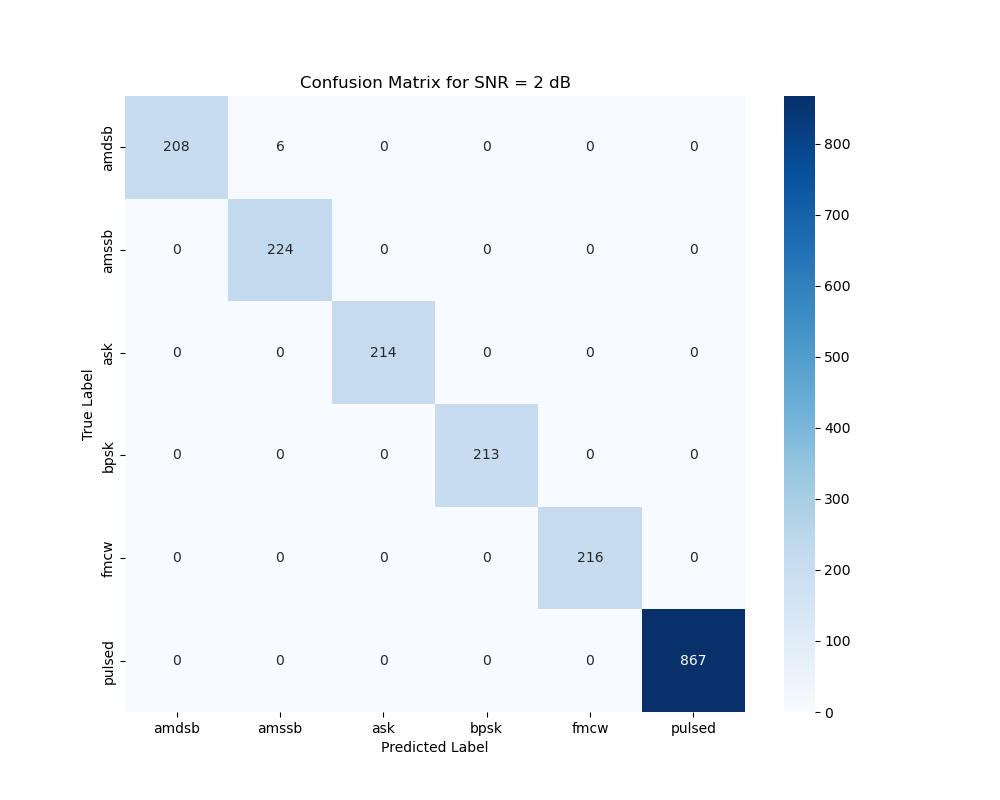 Confusion Matrix for SNR = 2 dB
True Label
amdsb 208 6 0 0 0 0
amssb 0 224 0 0 0 0
ask 0 0 214 0 0 0
bpsk 0 0 0 213 0 0
fmcw 0 0 0 0 216 0
pulsed 0 0 0 0 0 867
amdsb amssb ask bpsk fmcw pulsed
Predicted Label
800
700
600
500
400
300
200
100
0